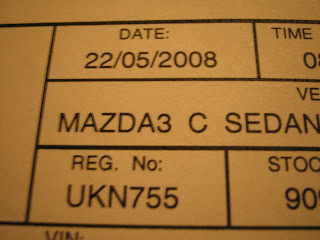 DATE: TIME
22/05/2008
MAZDA3 C SEDAN
REG. No:
UKN755
VIN: